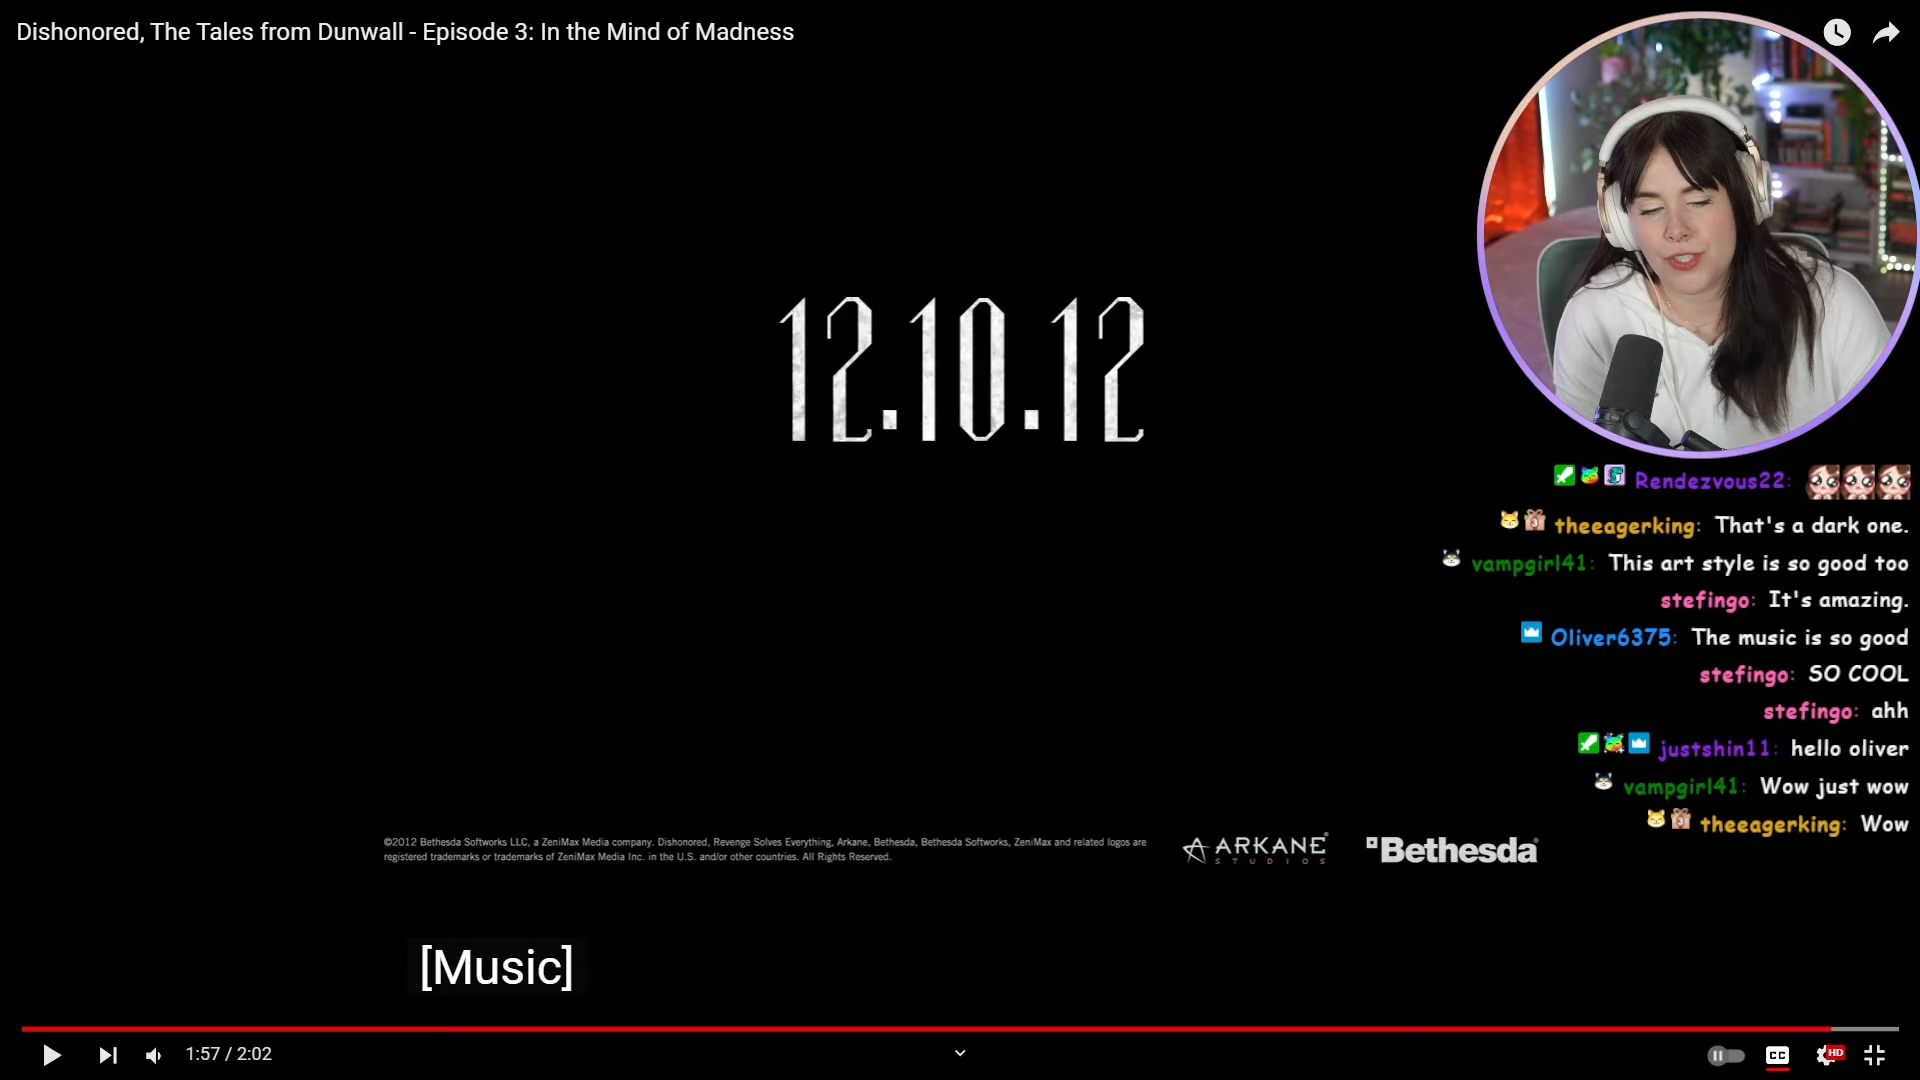 Dishonored, The Tales from Dunwall - Episode 3: In the Mind of Madness
12.10.12
Rendezvous22:
theeagerking: That's a dark one.
vampgirl41: This art style is so good too
stefingo: It's amazing.
Oliver6375: The music is so good
stefingo: SO COOL
stefingo: ahh
justshin11: hello oliver
vampgirl41: Wow just wow
theeagerking: Wow
©2012 Bethesda Softworks LLC, a ZeniMax Media company. Dishonored, Revenge Solves Everything, Arkane, Bethesda, Bethesda Softworks, ZeniMax and related logos are
registered trademarks or trademarks of ZeniMax Media Inc. in the U.S. and/or other countries. All Rights Reserved.
ARKANE®
STUDIOS
Bethesda®
[Music]
1:57 / 2:02
CC
HD